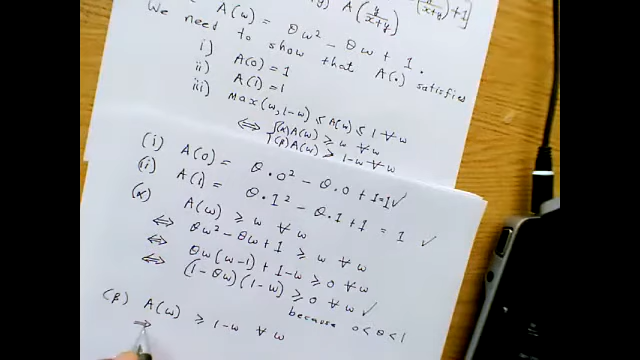 A(y/(x+y))
A(w) = θw² - θw + 1.
We need to show that A(.) satisfies
i) A(0) = 1
ii) A(1) = 1
iii) max(w, 1-w) ≤ A(w) ≤ 1 ∀w
⇔ (α) A(w) ≥ w ∀w
(β) A(w) ≥ 1-w ∀w
(i) A(0) = θ.0² - θ.0 + 1 = 1 ✓
(ii) A(1) = θ.1² - θ.1 + 1 = 1 ✓
(α) A(w) ≥ w ∀w
⇔ θw² - θw + 1 ≥ w ∀w
⇔ θw(w-1) + 1-w ≥ 0 ∀w
⇔ (1-θw)(1-w) ≥ 0 ∀w ✓
because 0<θ<1
(β) A(w) ≥ 1-w ∀w